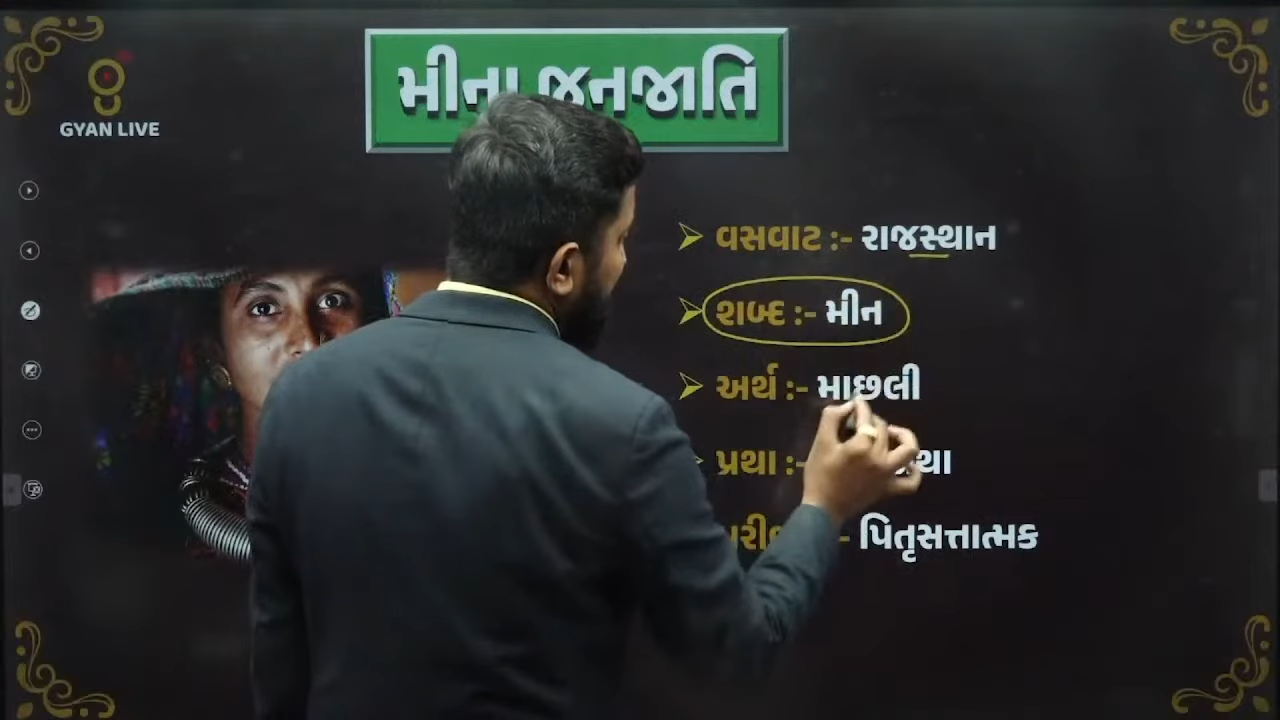 મીના જનજાતિ
GYAN LIVE
વસવાટ :- રાજસ્થાન
શબ્દ :- મીન
અર્થ :- માછલી
પ્રથા :-
:- પિતૃસત્તાત્મક